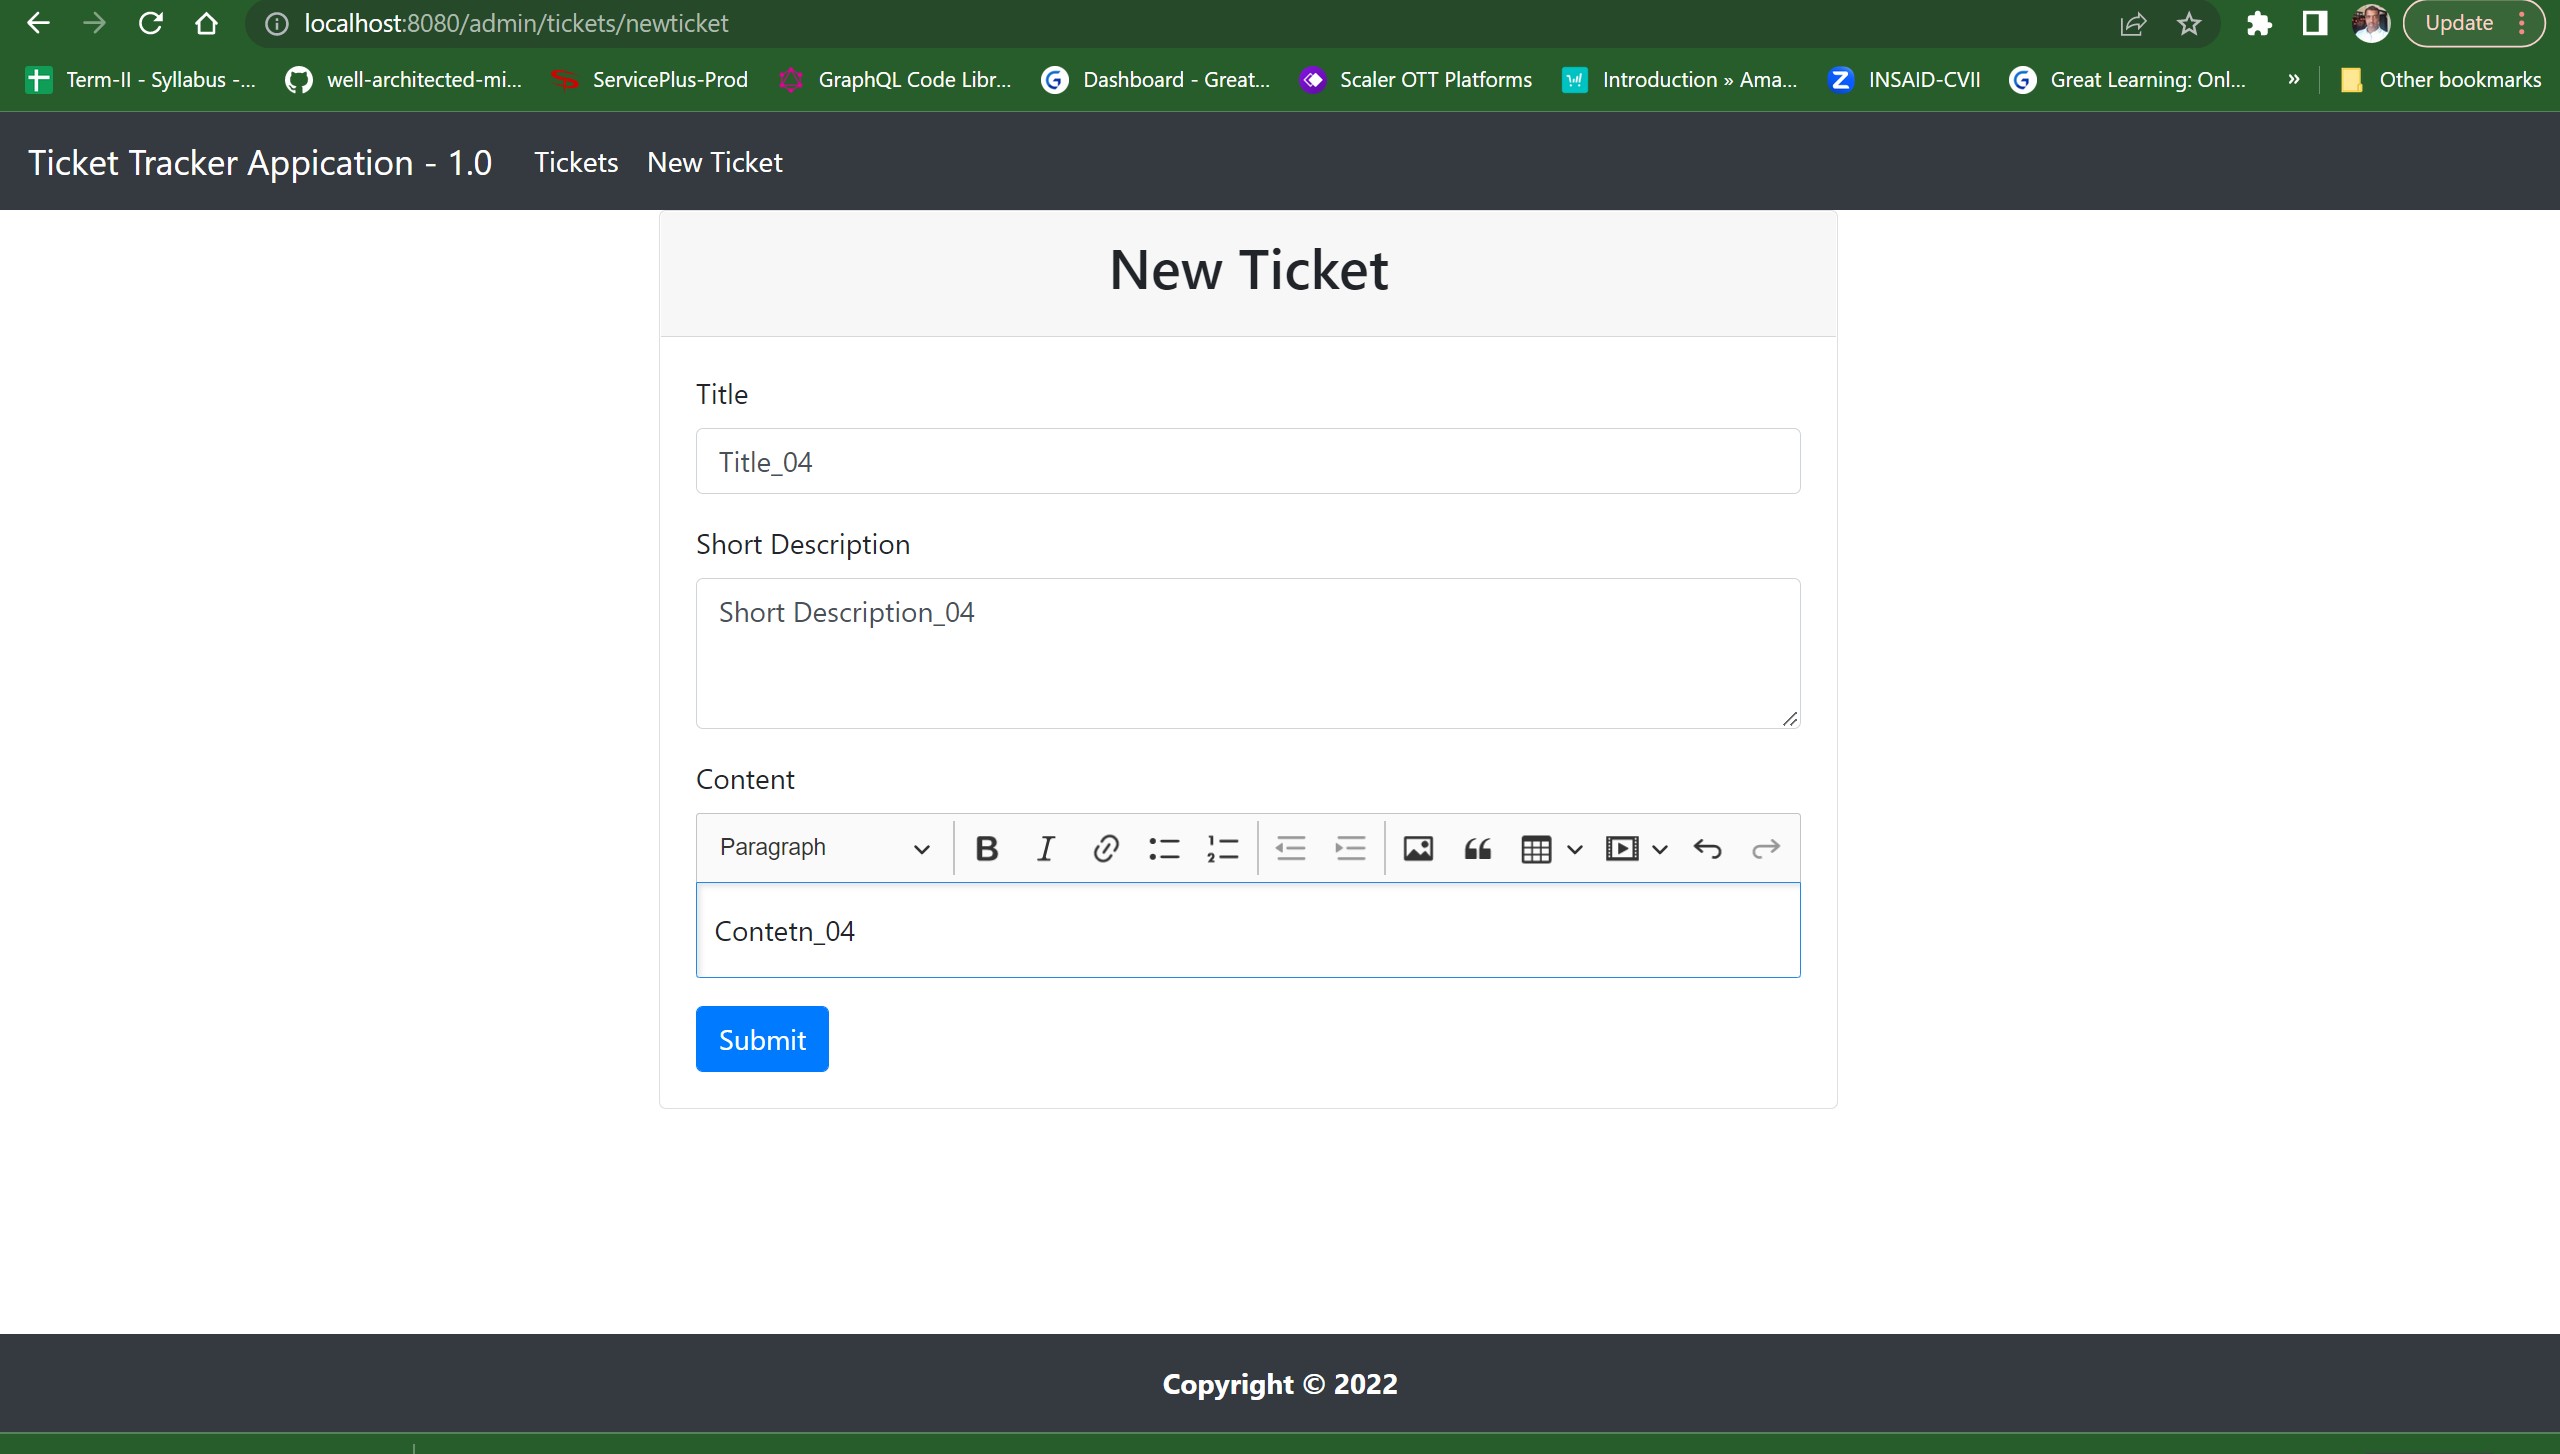 localhost:8080/admin/tickets/newticket
Update
Term-II - Syllabus -...
well-architected-mi...
ServicePlus-Prod
GraphQL Code Libr...
Dashboard - Great...
Scaler OTT Platforms
Introduction » Ama...
INSAID-CVII
Great Learning: Onl...
»
Other bookmarks
Ticket Tracker Appication - 1.0
Tickets
New Ticket
New Ticket
Title
Title_04
Short Description
Short Description_04
Content
Paragraph
Contetn_04
Submit
Copyright © 2022